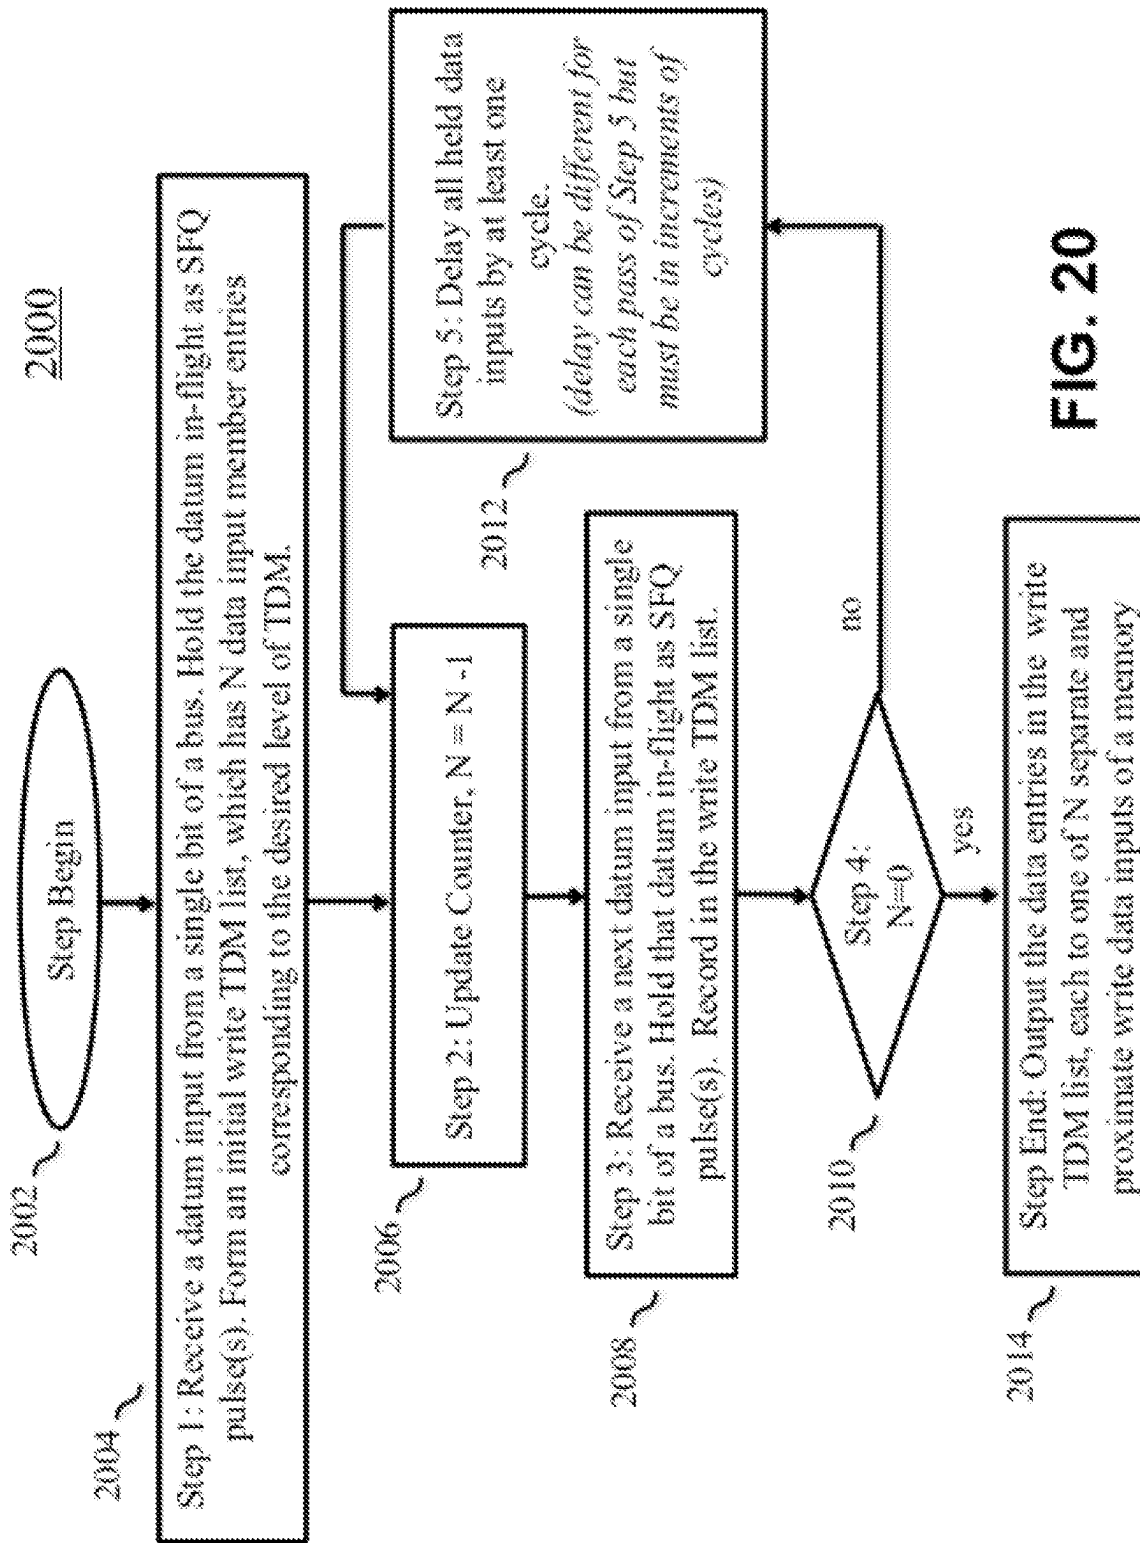 2000
Step Begin
2002
2004
Step 1: Receive a datum input from a single bit of a bus. Hold the datum in-flight as SFQ
pulse(s). Form an initial write TDM list, which has N data input member entries
corresponding to the desired level of TDM.
2006
Step 2: Update Counter, N = N -1
2012
Step 5: Delay all held data
inputs by at least one
cycle.
(delay can be different for
each pass of Step 5 but
must be in increments of
cycles)
2008
Step 3: Receive a next datum input from a single
bit of a bus. Hold that datum in-flight as SFQ
pulse(s). Record in the write TDM list.
2010
Step 4:
N=0
no
yes
2014
Step End: Output the data entries in the write
TDM list, each to one of N separate and
proximate write data inputs of a memory
FIG. 20